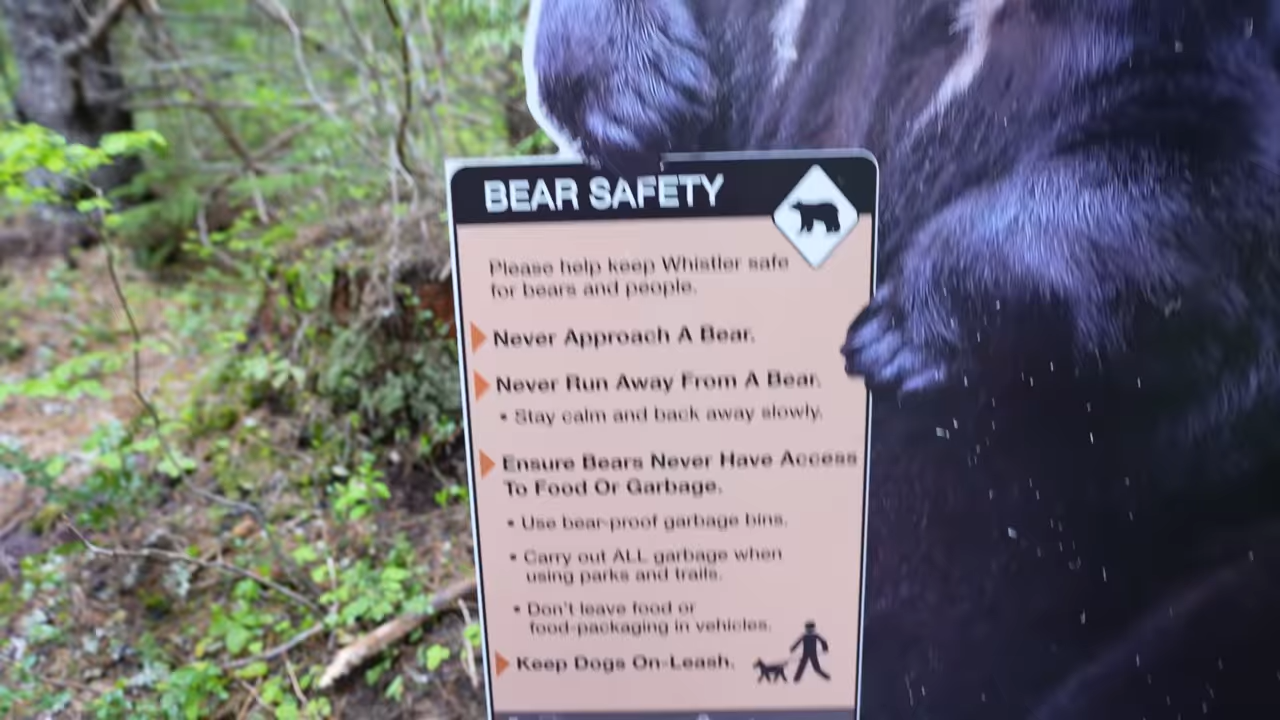 BEAR SAFETY
Please help keep Whistler safe
for bears and people.
Never Approach A Bear.
Never Run Away From A Bear.
• Stay calm and back away slowly.
Ensure Bears Never Have Access
To Food Or Garbage.
• Use bear-proof garbage bins.
• Carry out ALL garbage when
using parks and trails.
• Don't leave food or
food-packaging in vehicles.
Keep Dogs On-Leash.